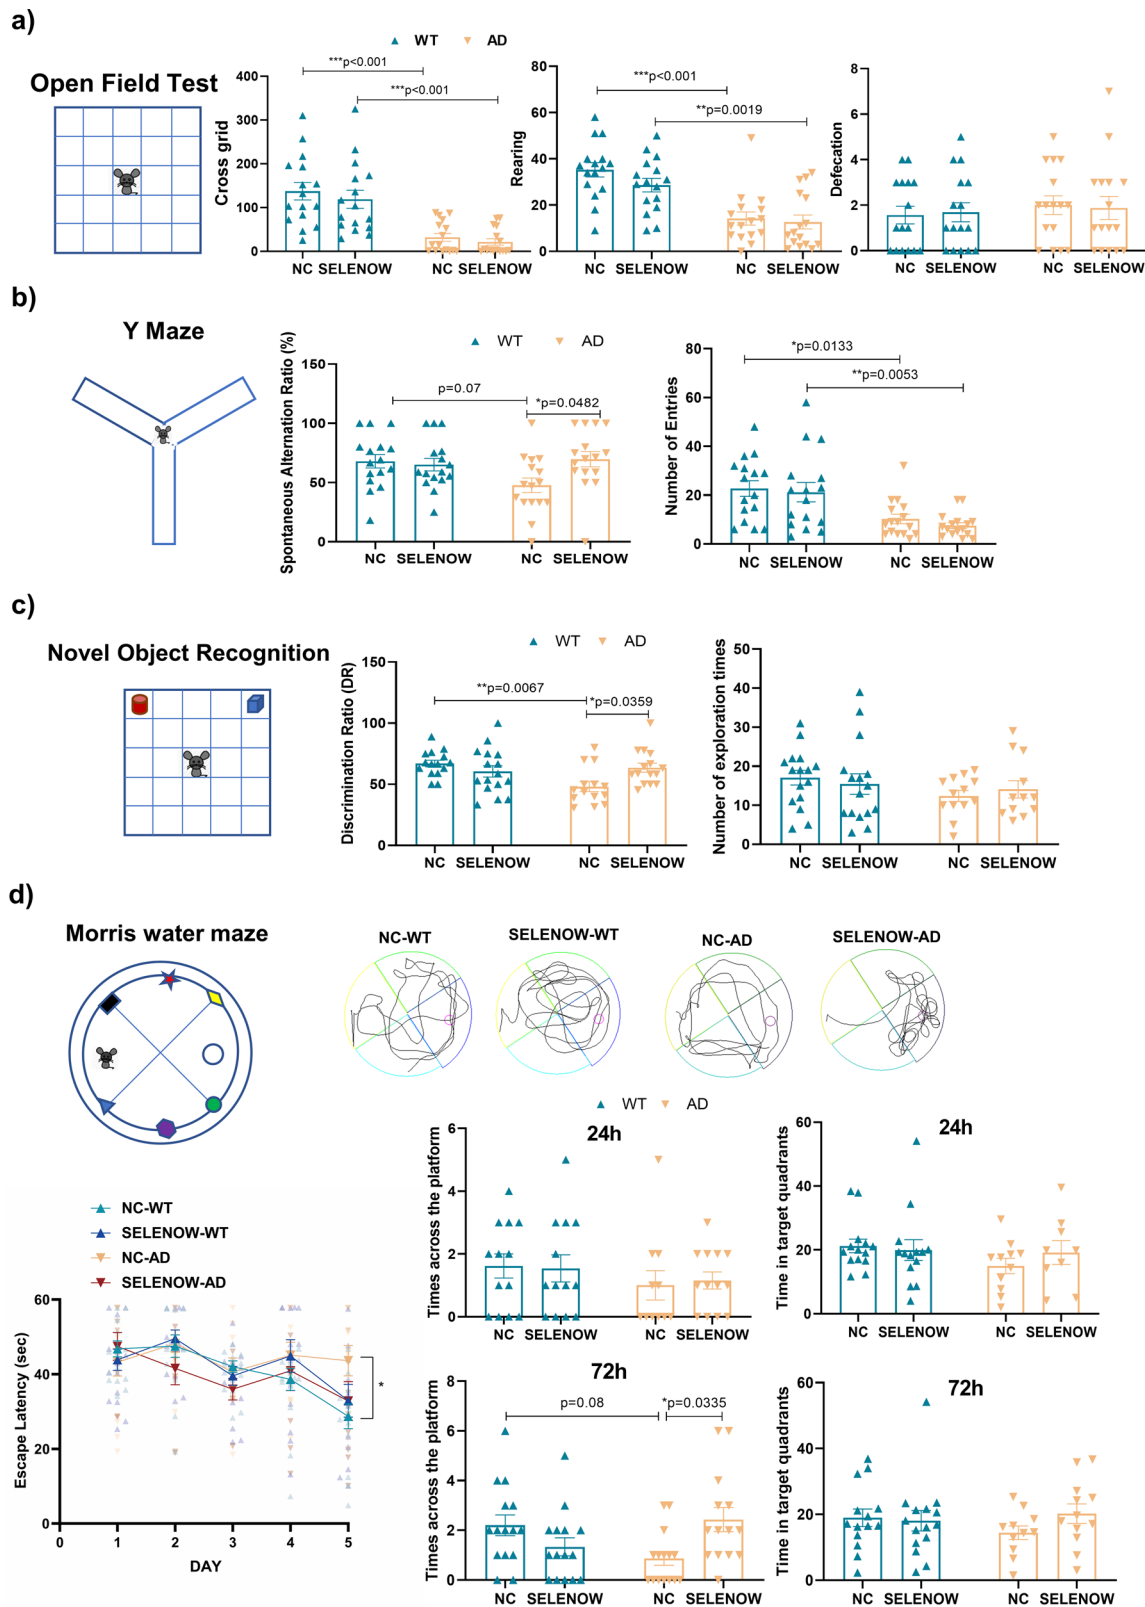 a)
WT AD
Open Field Test
Cross grid
400
300
200
100
0
***p<0.001
***p<0.001
NC SELENOW NC SELENOW
Rearing
80
60
40
20
0
***p<0.001
**p=0.0019
NC SELENOW NC SELENOW
Defecation
8
6
4
2
0
NC SELENOW NC SELENOW
b)
Y Maze
WT AD
Spontaneous Alternation Ratio (%)
150
100
50
0
p=0.07
*p=0.0482
NC SELENOW NC SELENOW
Number of Entries
80
60
40
20
0
*p=0.0133
**p=0.0053
NC SELENOW NC SELENOW
c)
Novel Object Recognition
WT AD
Discrimination Ratio (DR)
150
100
50
0
**p=0.0067
*p=0.0359
NC SELENOW NC SELENOW
Number of exploration times
50
40
30
20
10
0
NC SELENOW NC SELENOW
d)
Morris water maze
NC-WT
SELENOW-WT
NC-AD
SELENOW-AD
WT AD
NC-WT
SELENOW-WT
NC-AD
SELENOW-AD
Escape Latency (sec)
60
40
20
0
*
0 1 2 3 4 5
DAY
24h
Times across the platform
6
4
2
0
NC SELENOW NC SELENOW
24h
Time in target quadrants
60
40
20
0
NC SELENOW NC SELENOW
72h
Times across the platform
8
6
4
2
0
p=0.08
*p=0.0335
NC SELENOW NC SELENOW
72h
Time in target quadrants
60
40
20
0
NC SELENOW NC SELENOW